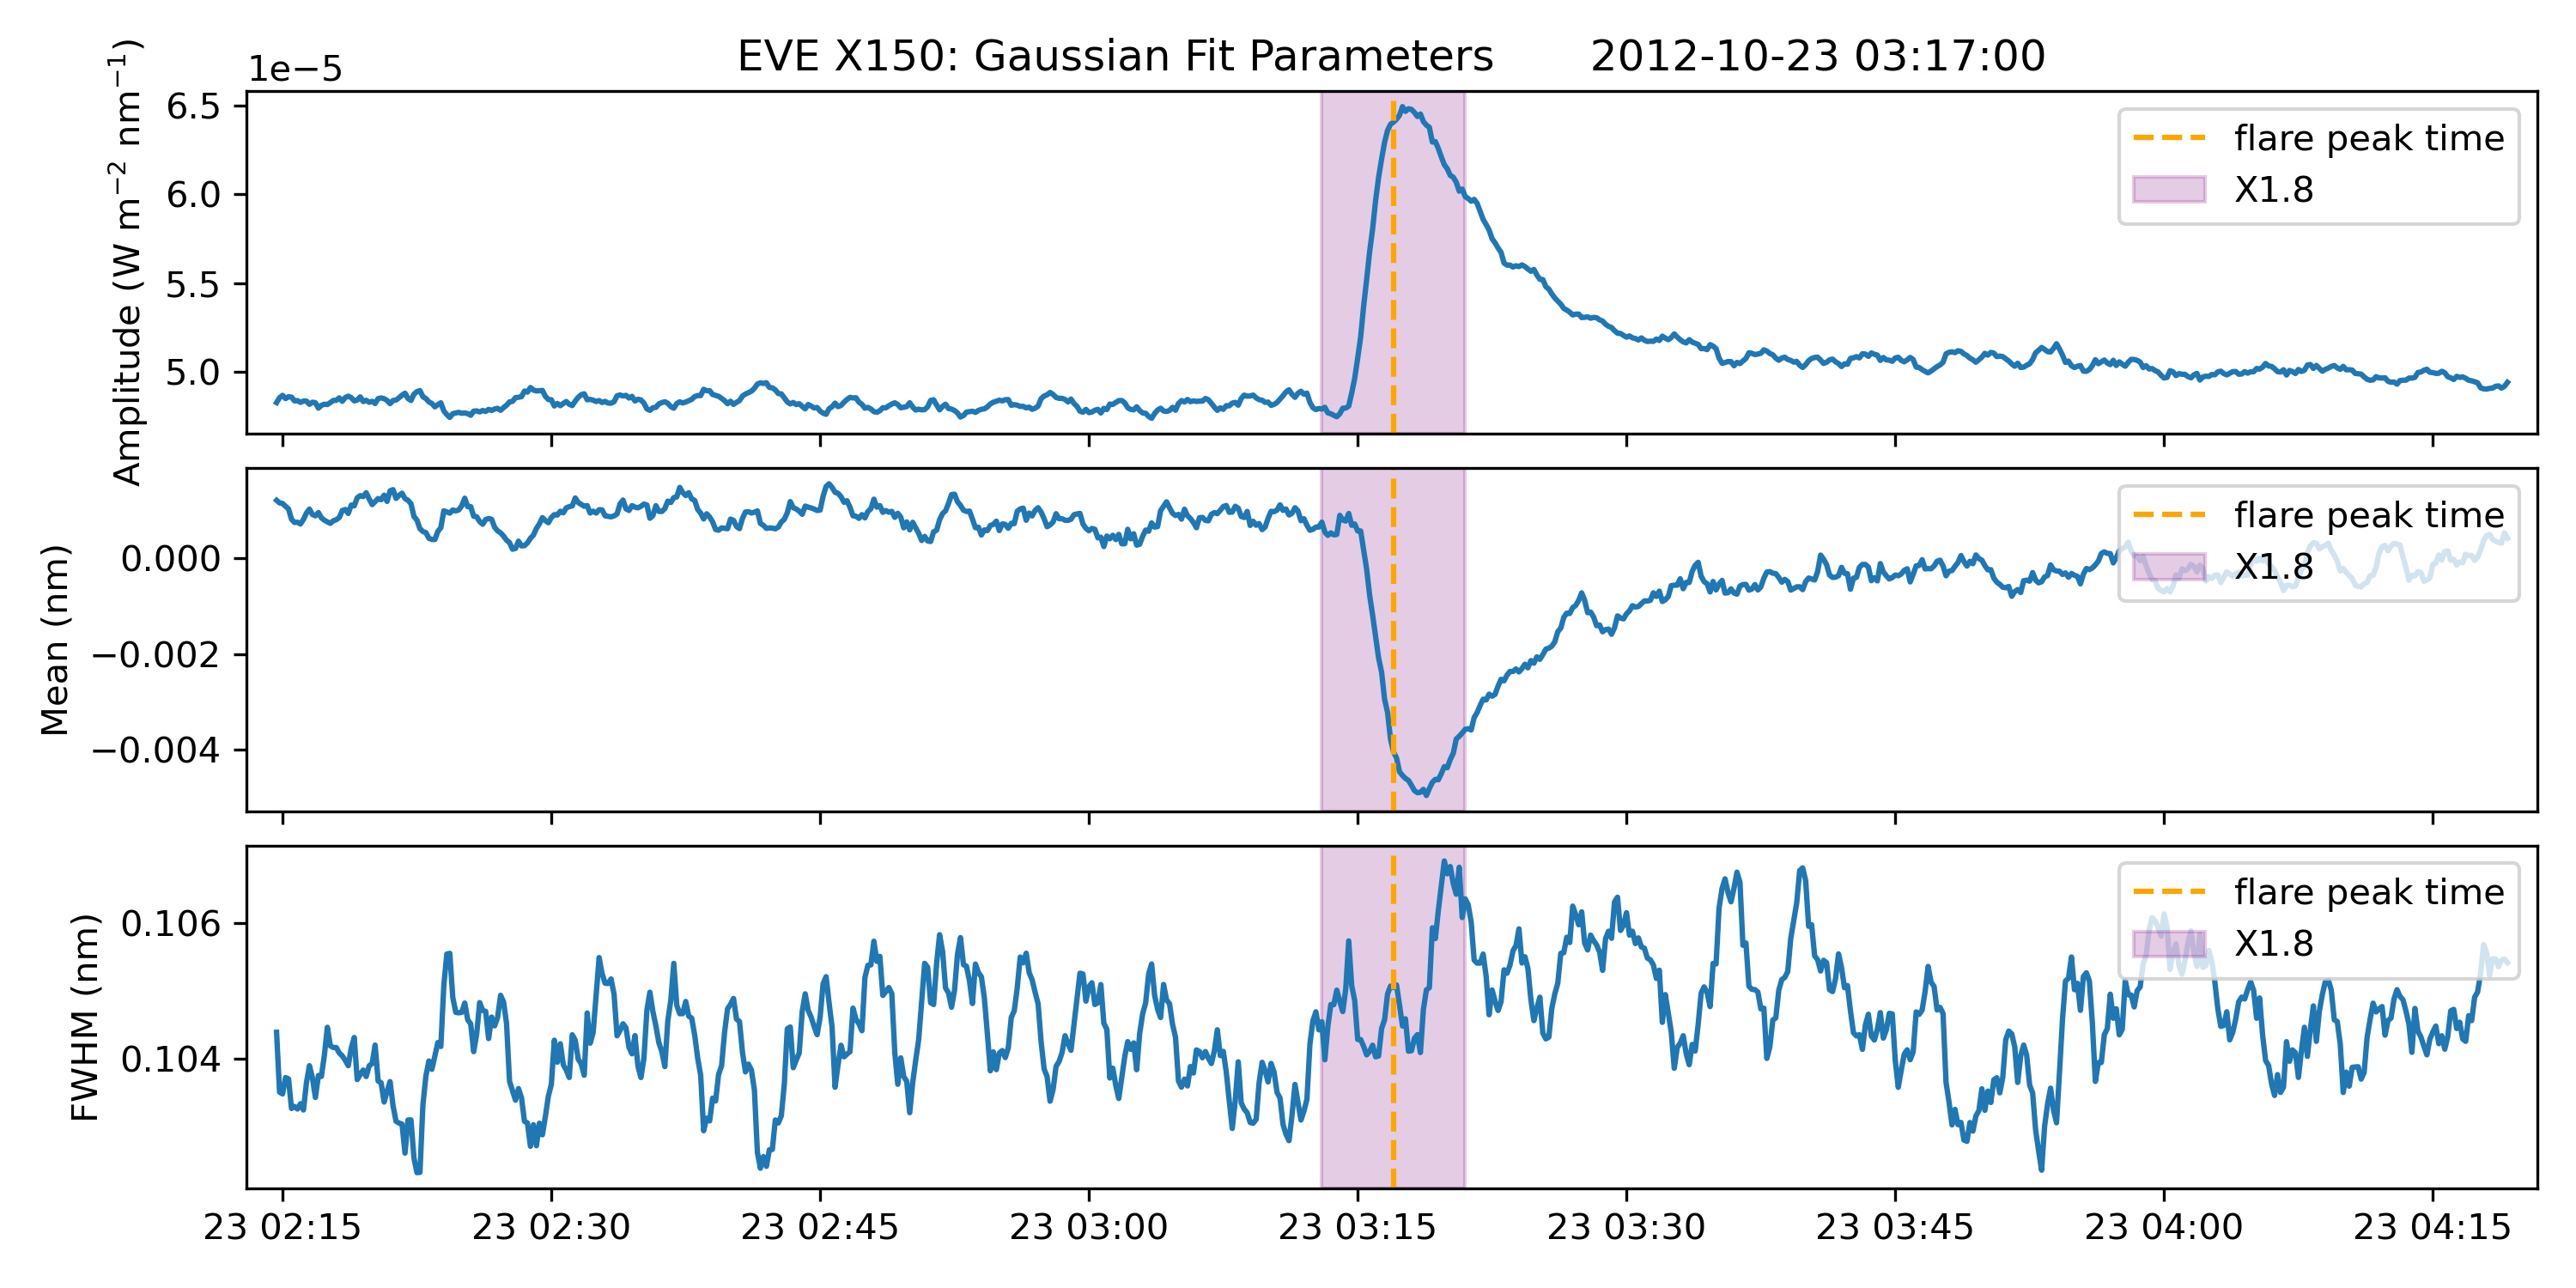 EVE X150: Gaussian Fit Parameters 2012-10-23 03:17:00
1e−5
Amplitude (W m⁻² nm⁻¹)
6.5
6.0
5.5
5.0
flare peak time
X1.8
Mean (nm)
0.000
−0.002
−0.004
flare peak time
X1.8
FWHM (nm)
0.106
0.104
flare peak time
X1.8
23 02:15 23 02:30 23 02:45 23 03:00 23 03:15 23 03:30 23 03:45 23 04:00 23 04:15